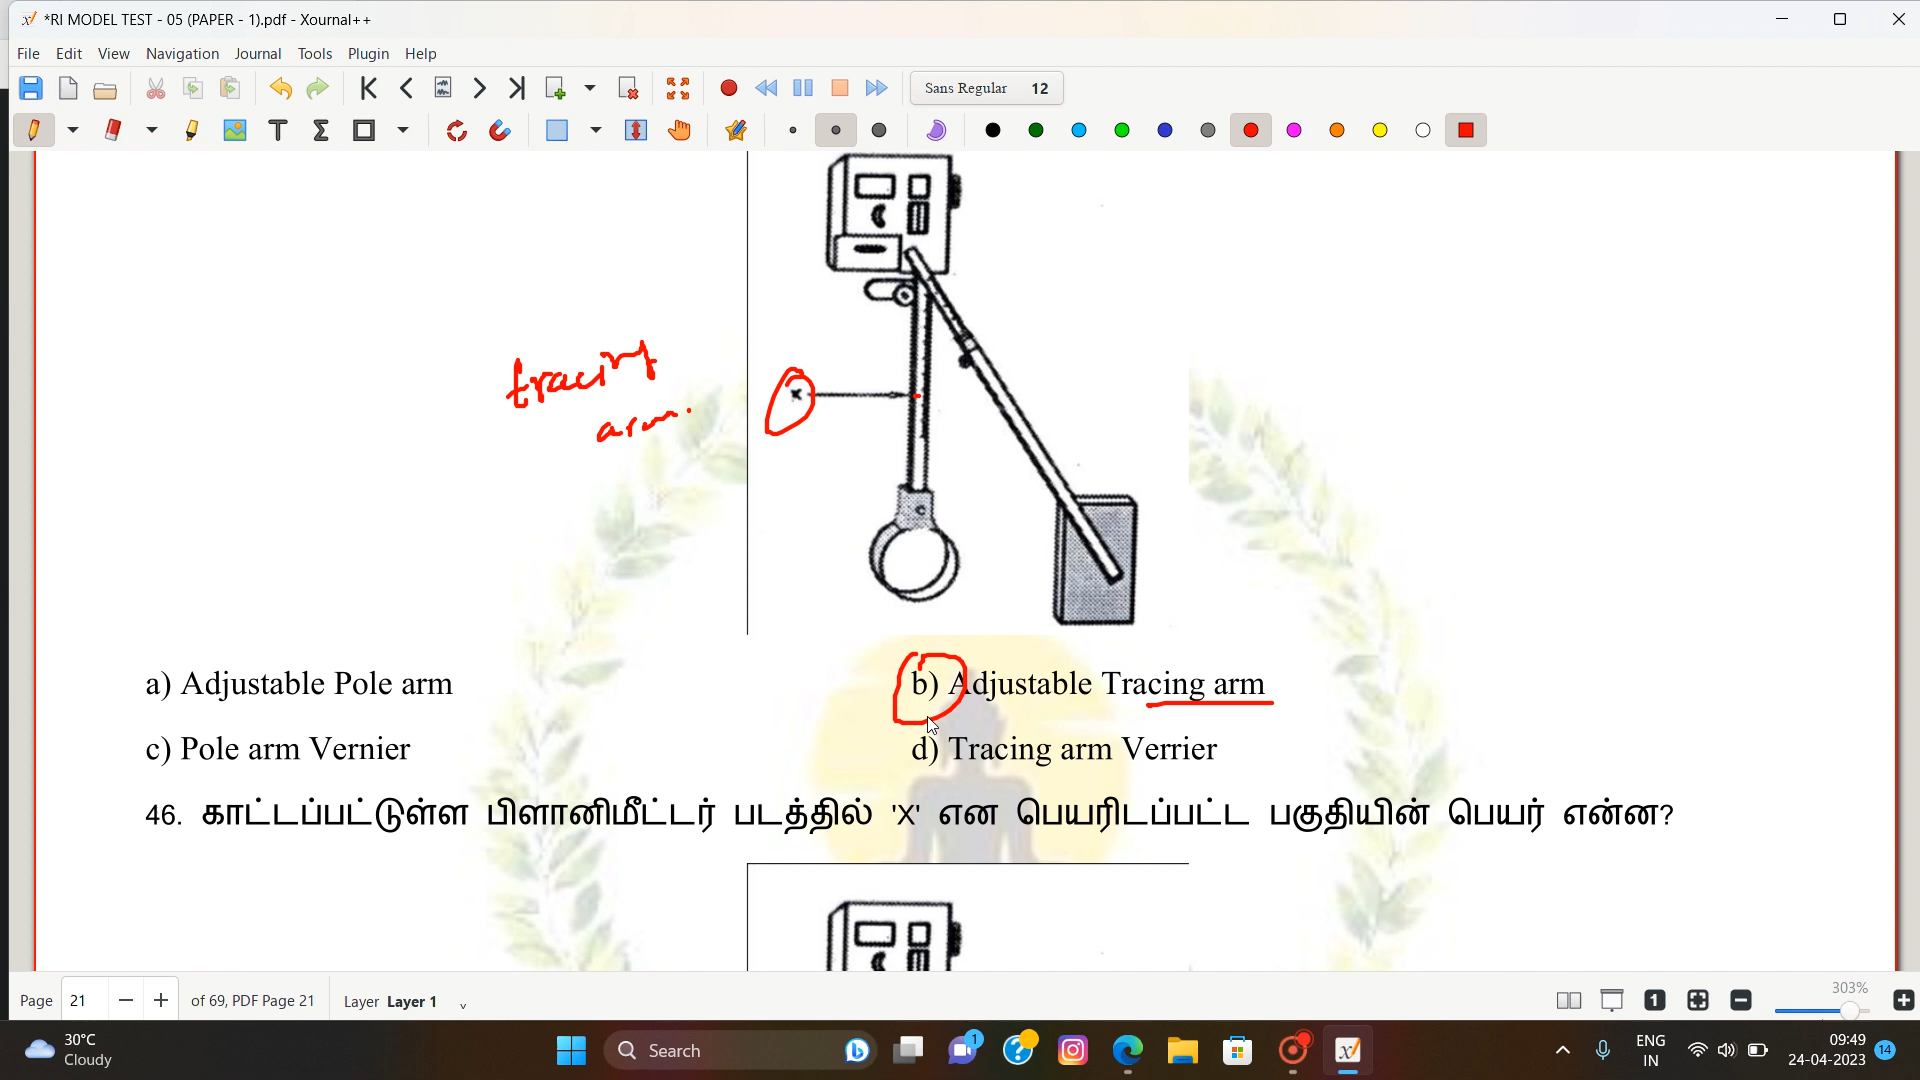 *RI MODEL TEST - 05 (PAPER - 1).pdf - Xournal++
File Edit View Navigation Journal Tools Plugin Help
Sans Regular 12
tracing
arm.
x
c
a) Adjustable Pole arm
b) Adjustable Tracing arm
c) Pole arm Vernier
d) Tracing arm Verrier
46. காட்டப்பட்டுள்ள பிளானிமீட்டர் படத்தில் 'X' என பெயரிடப்பட்ட பகுதியின் பெயர் என்ன?
Page 21 of 69, PDF Page 21 Layer Layer 1
303%
30°C
Cloudy
Search
1
ENG
IN
09:49
24-04-2023
14